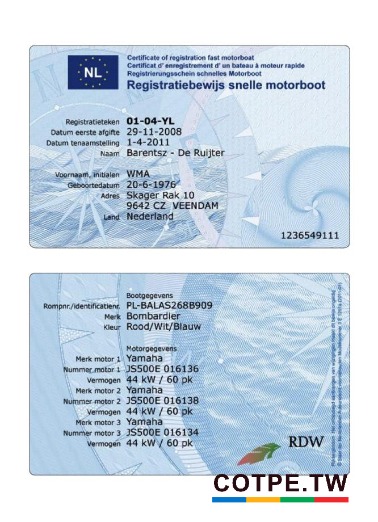 NL
Certificate of registration fast motorboat
Certificat d' enregistrement d' un bateau à moteur rapide
Registrierungsschein schnelles Motorboot
Registratiebewijs snelle motorboot
Registratieteken 01-04-YL
Datum eerste afgifte 29-11-2008
Datum tenaamstelling 1-4-2011
Naam Barentsz - De Ruijter
Voornaam, initialen WMA
Geboortedatum 20-6-1976
Adres Skager Rak 10
9642 CZ VEENDAM
Land Nederland
1236549111
Bootgegevens
Rompnr./identificatienr. PL-BALAS268B909
Merk Bombardier
Kleur Rood/Wit/Blauw
Motorgegevens
Merk motor 1 Yamaha
Nummer motor 1 JS500E 016136
Vermogen 44 kW / 60 pk
Merk motor 2 Yamaha
Nummer motor 2 JS500E 016138
Vermogen 44 kW / 60 pk
Merk motor 3 Yamaha
Nummer motor 3 JS500E 016134
Vermogen 44 kW / 60 pk
RDW
COTPE.TW